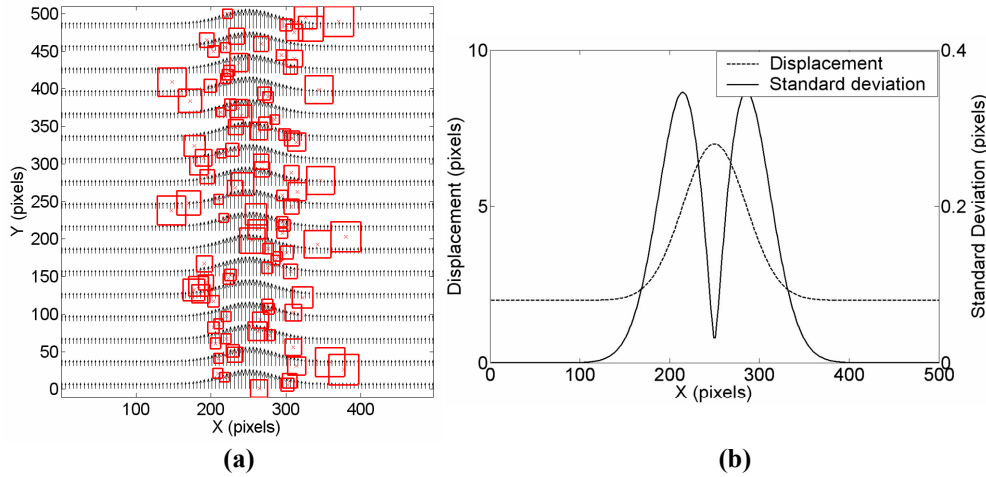 500
450
400
350
300
250
200
150
100
50
0
Y (pixels)
100 200 300 400
X (pixels)
(a)
10
5
0
Displacement (pixels)
Displacement
Standard deviation
0.4
0.2
0
Standard Deviation (pixels)
0 100 200 300 400 500
X (pixels)
(b)